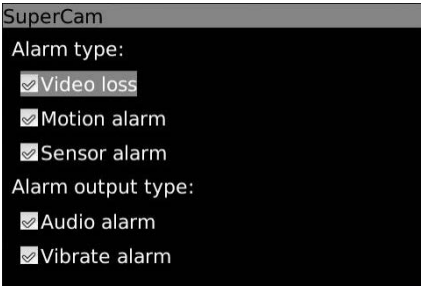 SuperCam
Alarm type:
Video loss
Motion alarm
Sensor alarm
Alarm output type:
Audio alarm
Vibrate alarm